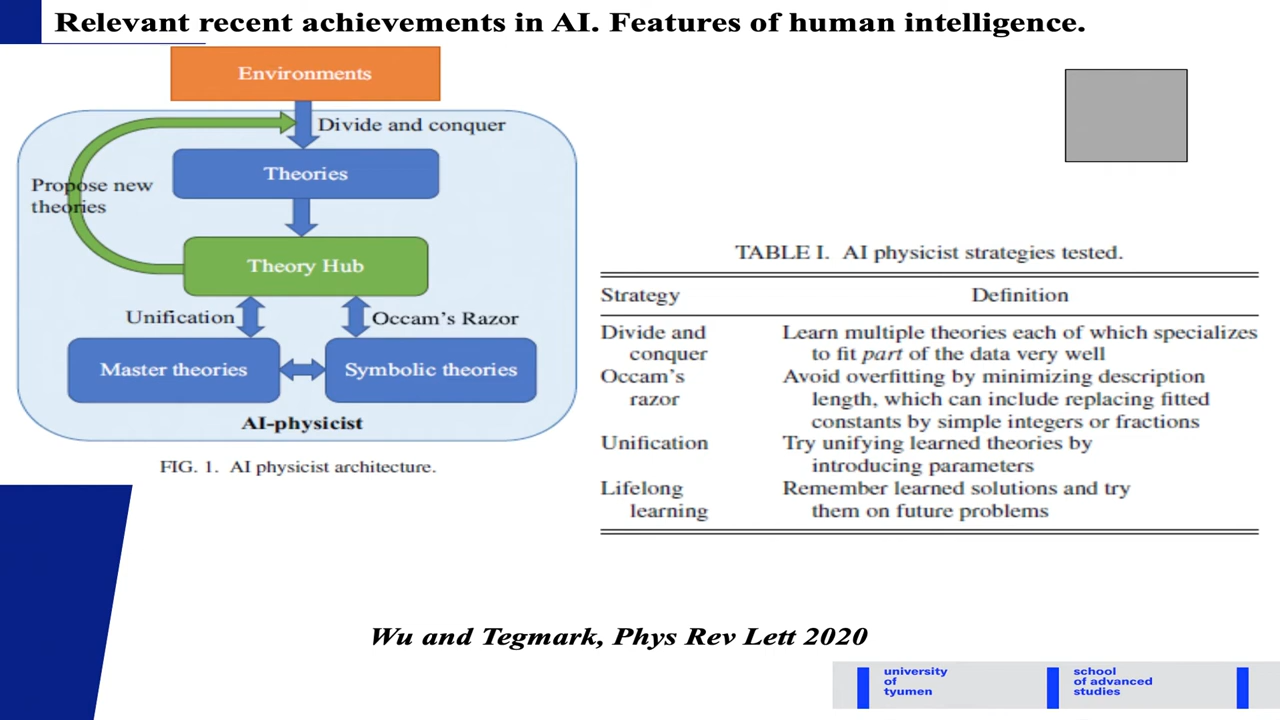 Relevant recent achievements in AI. Features of human intelligence.
Environments
Divide and conquer
Theories
Propose new
theories
Theory Hub
Unification
Occam's Razor
Master theories
Symbolic theories
AI-physicist
FIG. 1. AI physicist architecture.
TABLE I. AI physicist strategies tested.
Strategy Definition
Divide and Learn multiple theories each of which specializes
conquer to fit part of the data very well
Occam's Avoid overfitting by minimizing description
razor length, which can include replacing fitted
constants by simple integers or fractions
Unification Try unifying learned theories by
introducing parameters
Lifelong Remember learned solutions and try
learning them on future problems
Wu and Tegmark, Phys Rev Lett 2020
university
of
tyumen
school
of advanced
studies